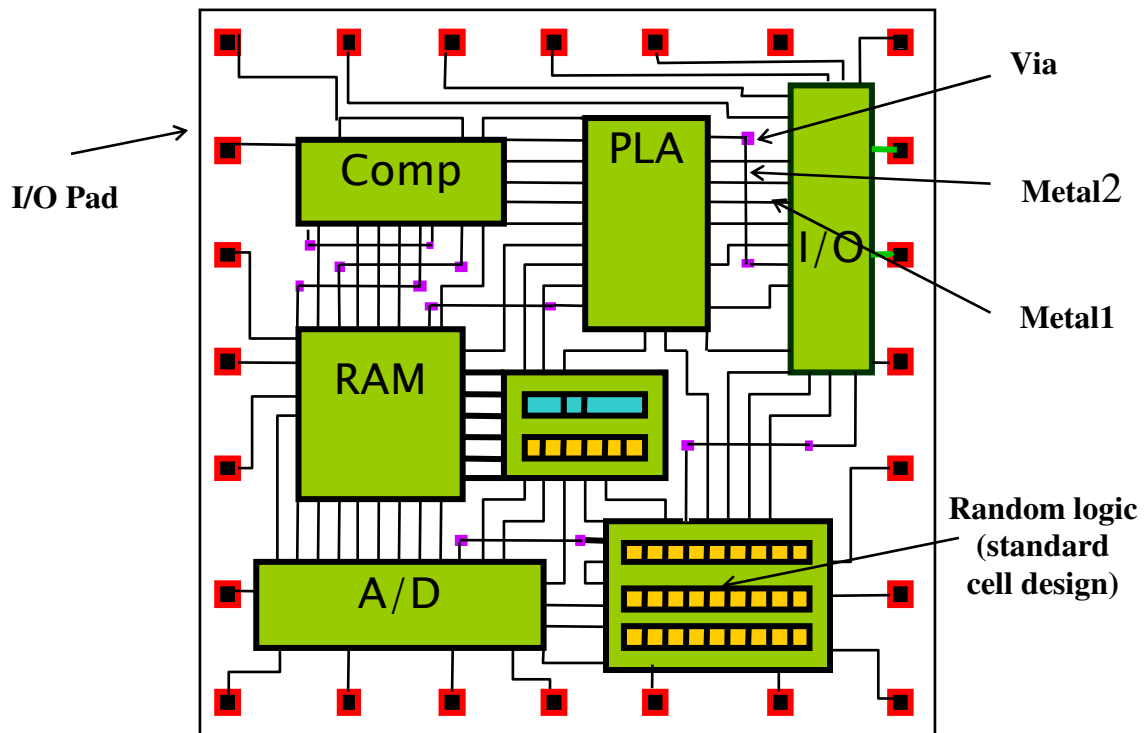 Via
PLA
Comp
I/O Pad
Metal2
I/O
Metal1
RAM
Random logic
(standard
cell design)
A/D